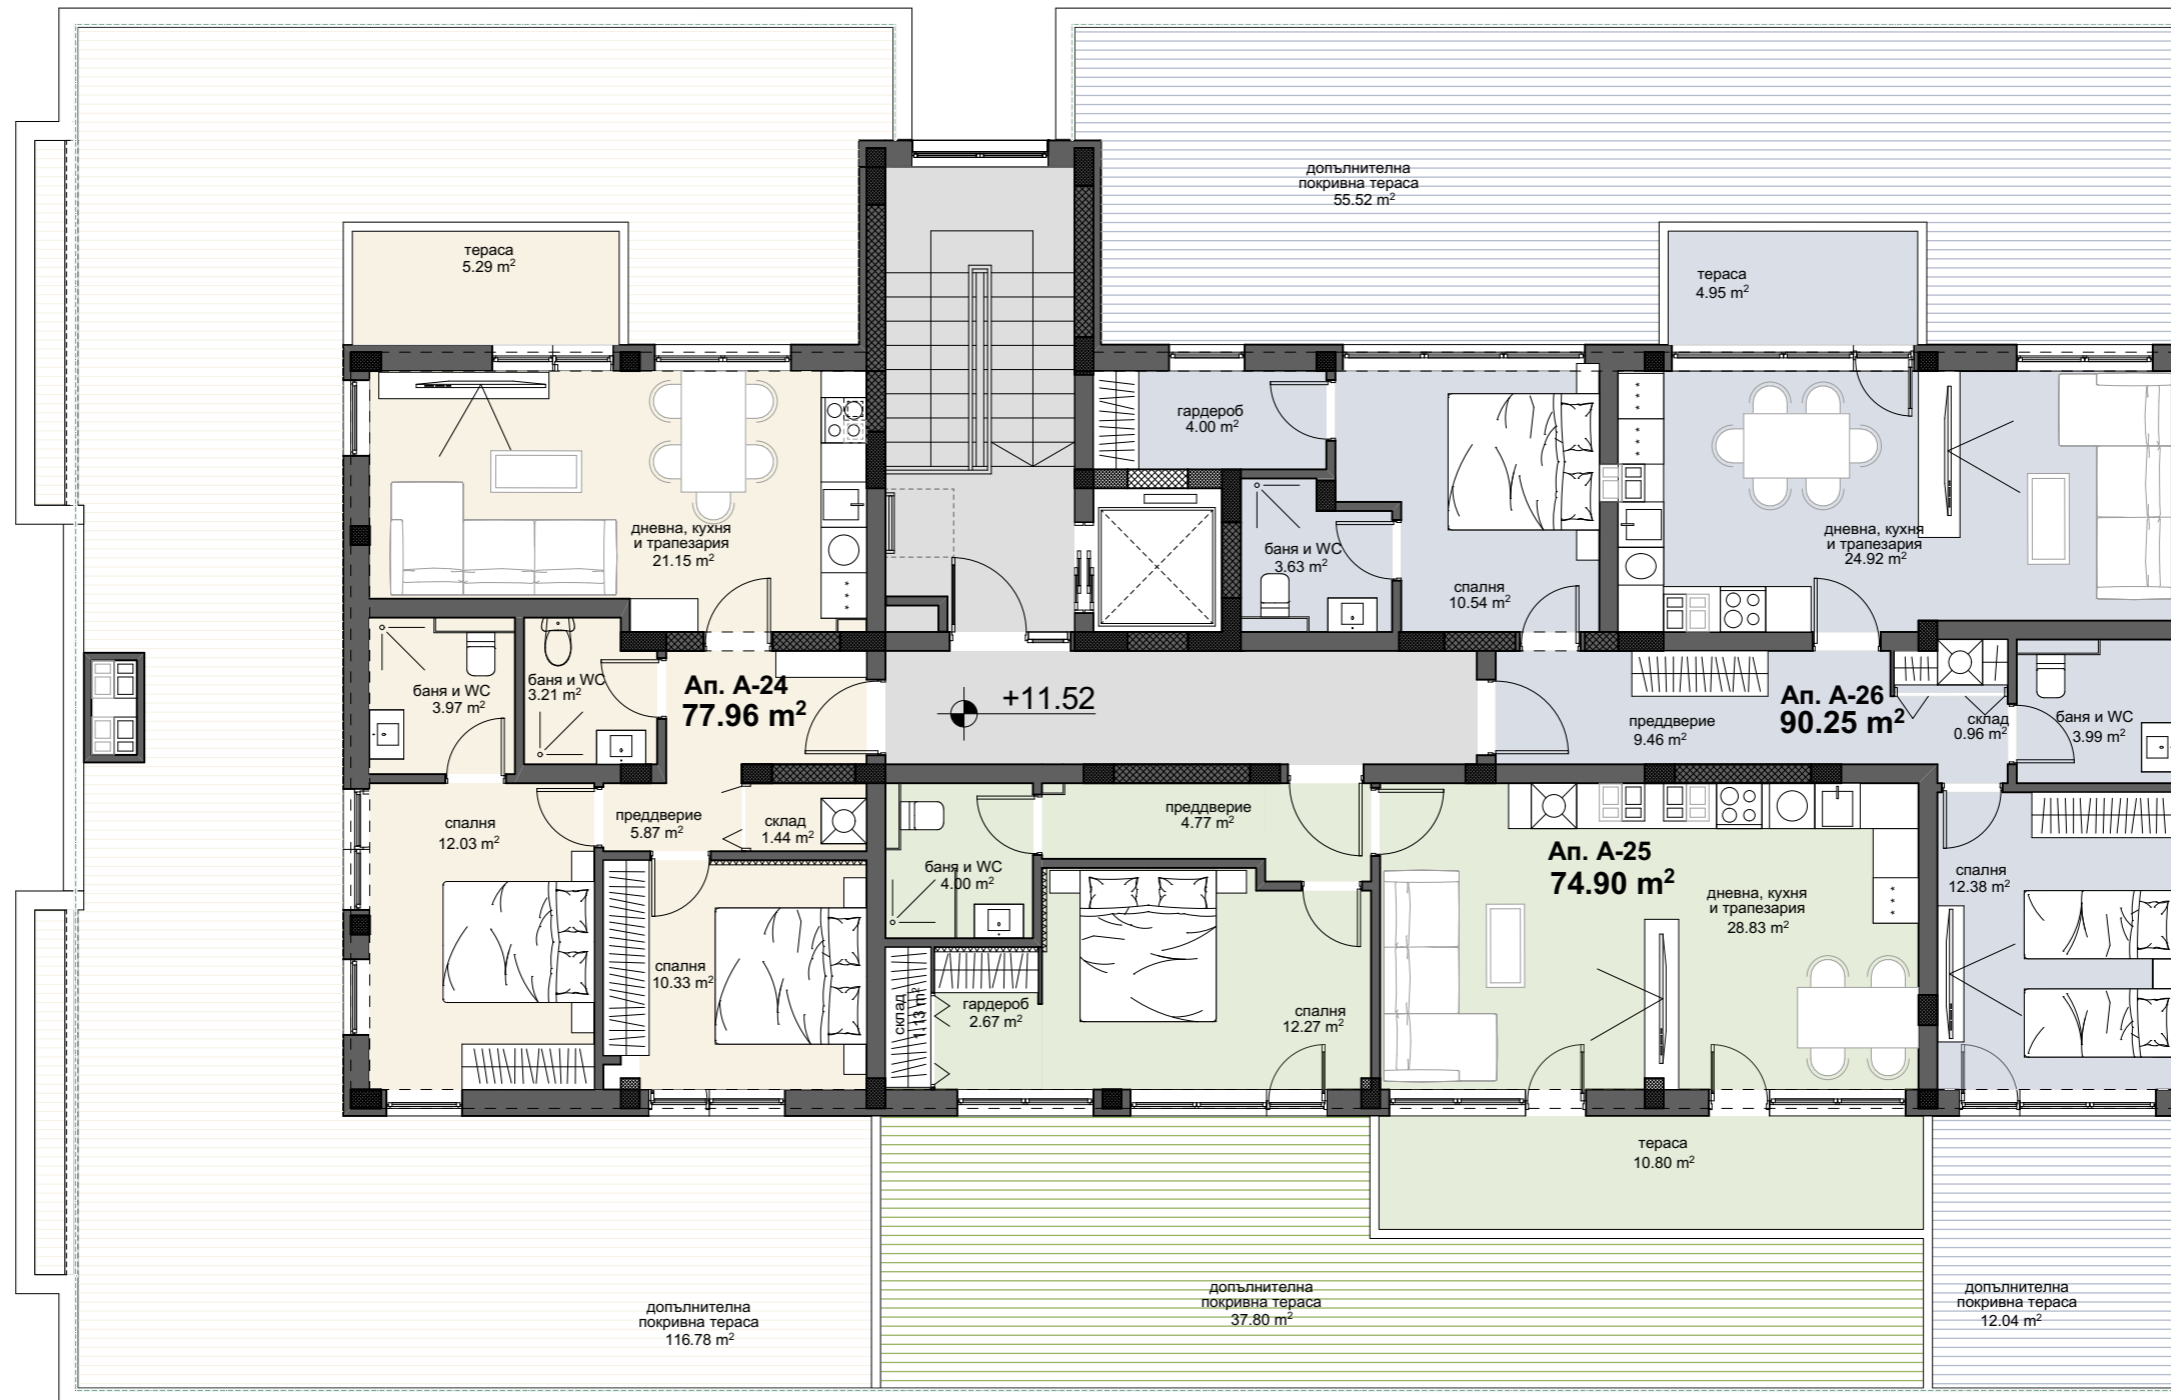 допълнителна
покривна тераса
55.52 m²
тераса
5.29 m²
тераса
4.95 m²
гардероб
4.00 m²
дневна, кухня
и трапезария
21.15 m²
баня и WC
3.63 m²
спалня
10.54 m²
дневна, кухня
и трапезария
24.92 m²
баня и WC
3.97 m²
баня и WC
3.21 m²
Ап. А-24
77.96 m²
+11.52
преддверие
9.46 m²
Ап. А-26
90.25 m²
склад
0.96 m²
баня и WC
3.99 m²
спалня
12.03 m²
преддверие
5.87 m²
склад
1.44 m²
преддверие
4.77 m²
баня и WC
4.00 m²
Ап. А-25
74.90 m²
дневна, кухня
и трапезария
28.83 m²
спалня
12.38 m²
спалня
10.33 m²
склад
1.13 m²
гардероб
2.67 m²
спалня
12.27 m²
тераса
10.80 m²
допълнителна
покривна тераса
116.78 m²
допълнителна
покривна тераса
37.80 m²
допълнителна
покривна тераса
12.04 m²